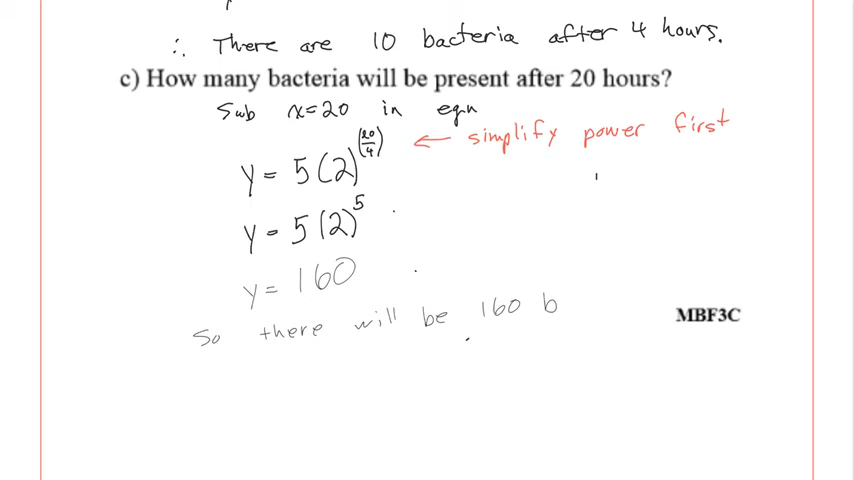 ∴ There are 10 bacteria after 4 hours.
c) How many bacteria will be present after 20 hours?
Sub x=20 in eqn
y = 5(2)^(20/4) ← simplify power first
y = 5(2)^5
y = 160
So there will be 160 b
MBF3C